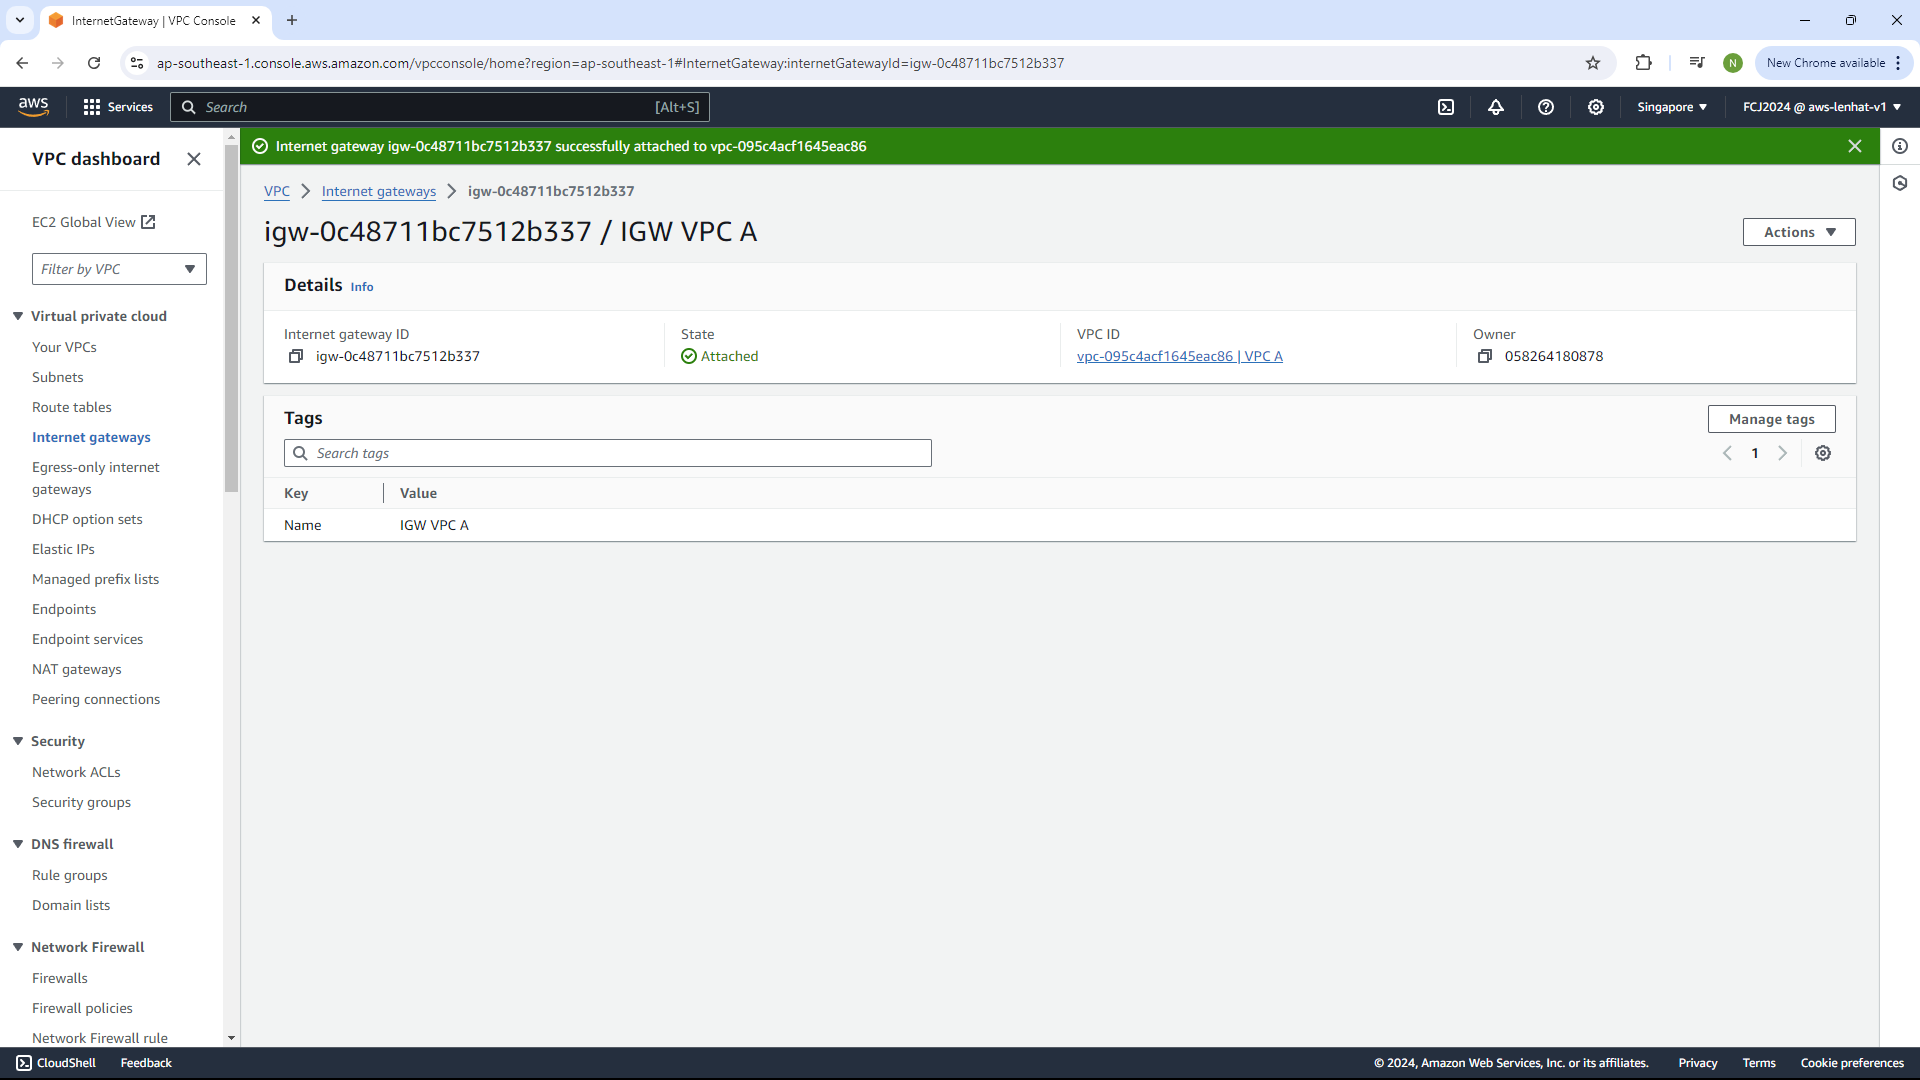 InternetGateway | VPC Console
ap-southeast-1.console.aws.amazon.com/vpcconsole/home?region=ap-southeast-1#InternetGateway:internetGatewayId=igw-0c48711bc7512b337
N
New Chrome available
aws
Services
Search
[Alt+S]
Singapore
FCJ2024 @ aws-lenhat-v1
VPC dashboard
EC2 Global View
Filter by VPC
Virtual private cloud
Your VPCs
Subnets
Route tables
Internet gateways
Egress-only internet
gateways
DHCP option sets
Elastic IPs
Managed prefix lists
Endpoints
Endpoint services
NAT gateways
Peering connections
Security
Network ACLs
Security groups
DNS firewall
Rule groups
Domain lists
Network Firewall
Firewalls
Firewall policies
Network Firewall rule
Internet gateway igw-0c48711bc7512b337 successfully attached to vpc-095c4acf1645eac86
VPC
Internet gateways
igw-0c48711bc7512b337
igw-0c48711bc7512b337 / IGW VPC A
Actions
Details
Info
Internet gateway ID
igw-0c48711bc7512b337
State
Attached
VPC ID
vpc-095c4acf1645eac86 | VPC A
Owner
058264180878
Tags
Manage tags
Search tags
1
Key
Value
Name
IGW VPC A
CloudShell
Feedback
© 2024, Amazon Web Services, Inc. or its affiliates.
Privacy
Terms
Cookie preferences